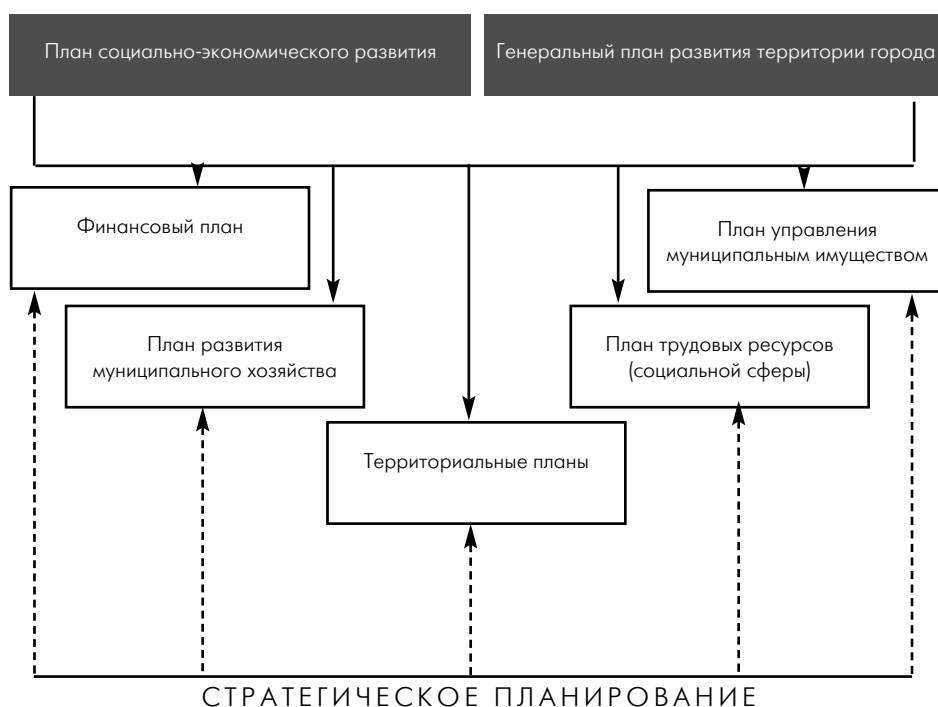 План социально-экономического развития
Генеральный план развития территории города
Финансовый план
План управления
муниципальным имуществом
План развития
муниципального хозяйства
План трудовых ресурсов
(социальной сферы)
Территориальные планы
СТРАТЕГИЧЕСКОЕ ПЛАНИРОВАНИЕ